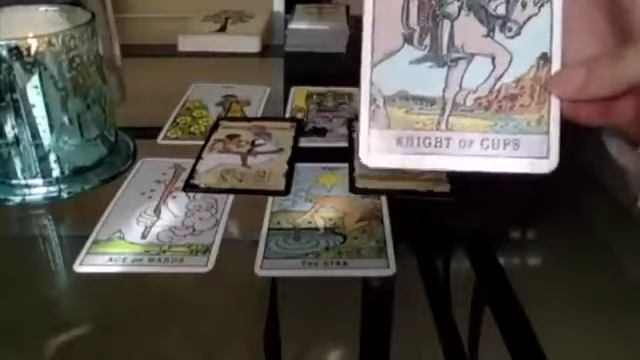 KNIGHT OF CUPS
ACE OF WANDS
THE STAR